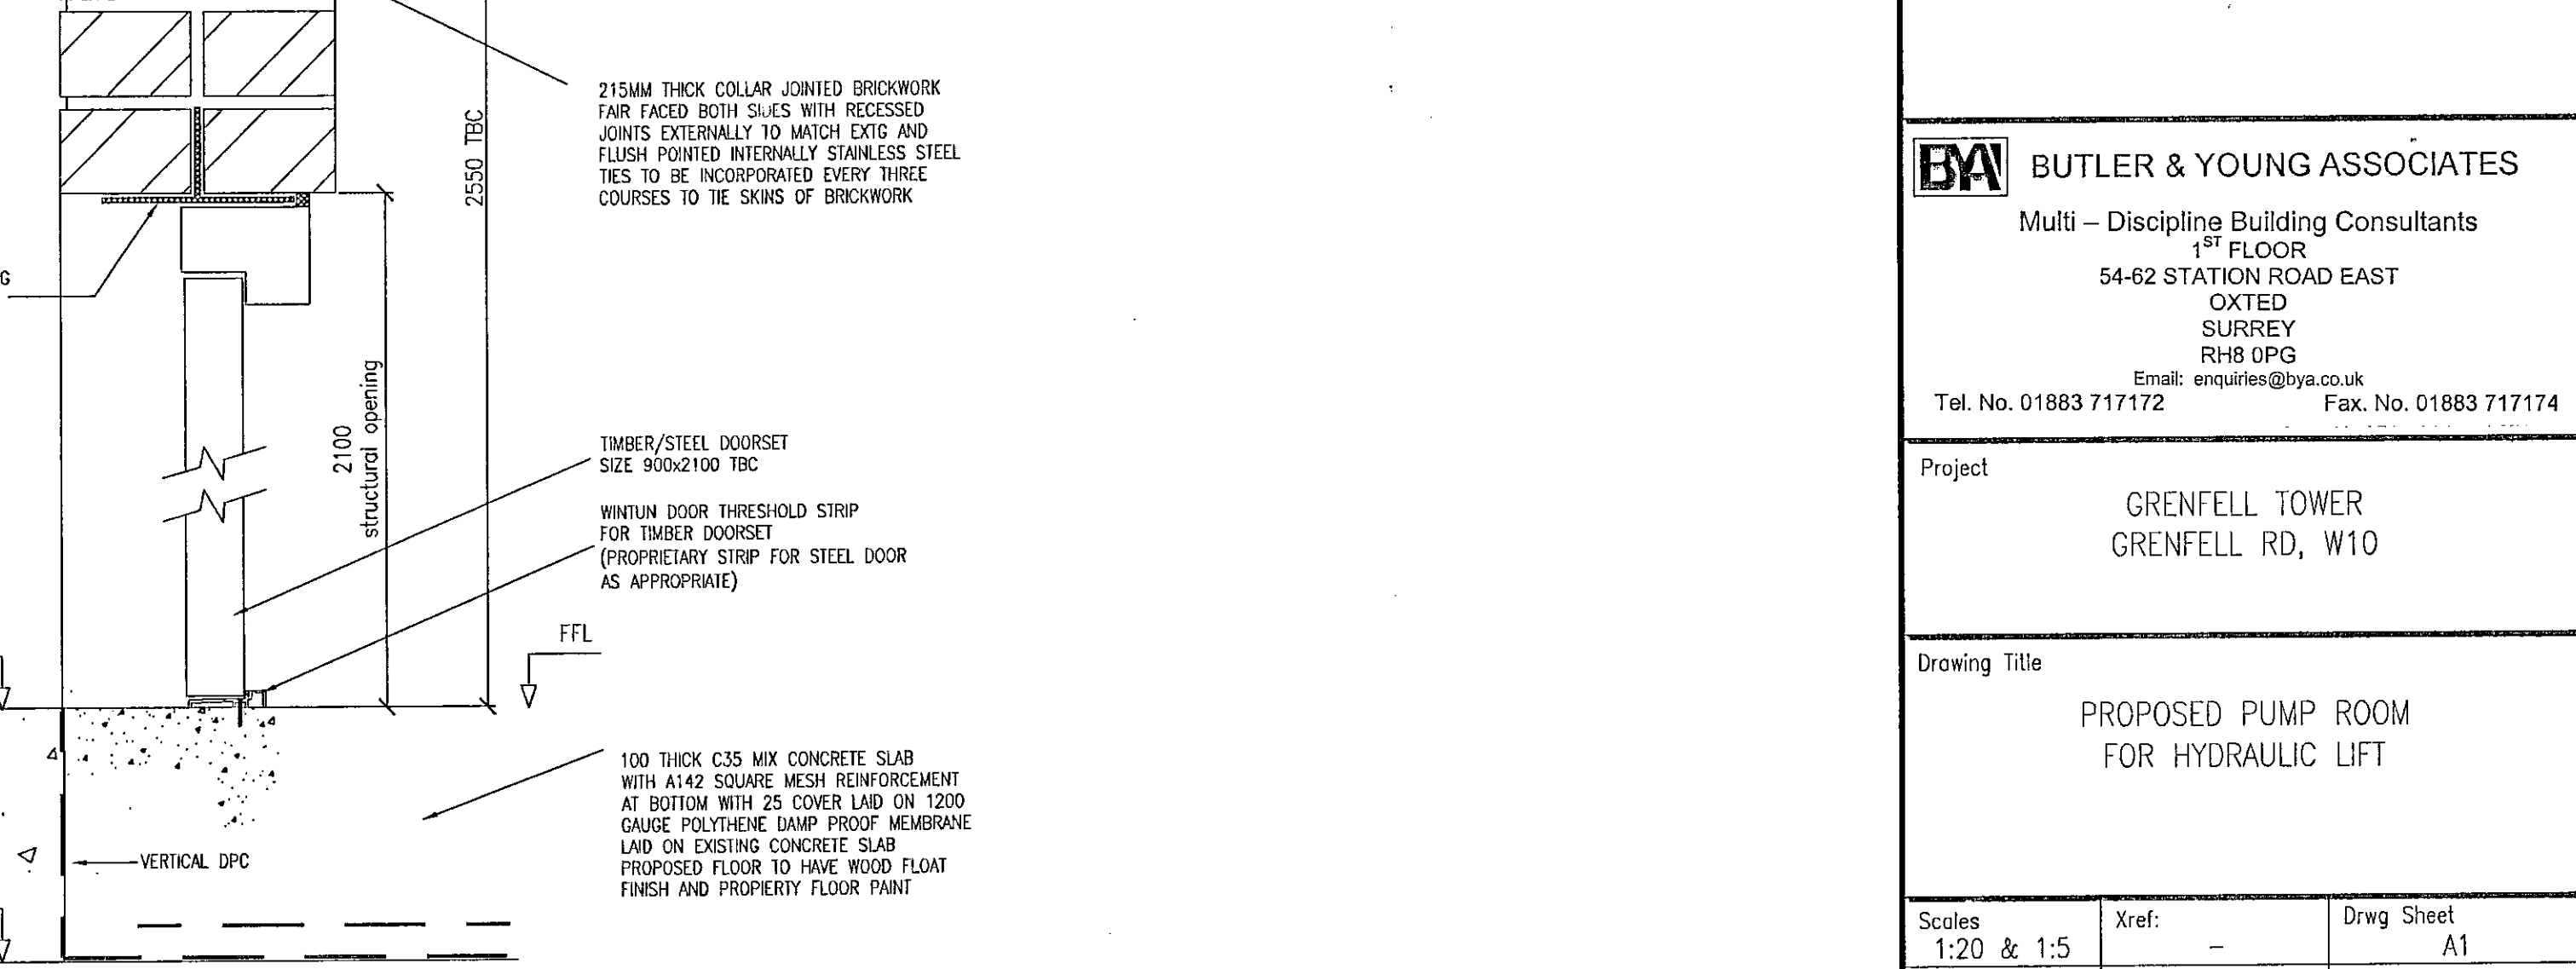 215MM THICK COLLAR JOINTED BRICKWORK
FAIR FACED BOTH SIDES WITH RECESSED
JOINTS EXTERNALLY TO MATCH EXTG AND
FLUSH POINTED INTERNALLY STAINLESS STEEL
TIES TO BE INCORPORATED EVERY THREE
COURSES TO TIE SKINS OF BRICKWORK
2550 TBC
G
2100
structural opening
TIMBER/STEEL DOORSET
SIZE 900x2100 TBC
WINTUN DOOR THRESHOLD STRIP
FOR TIMBER DOORSET
(PROPRIETARY STRIP FOR STEEL DOOR
AS APPROPRIATE)
FFL
100 THICK C35 MIX CONCRETE SLAB
WITH A142 SQUARE MESH REINFORCEMENT
AT BOTTOM WITH 25 COVER LAID ON 1200
GAUGE POLYTHENE DAMP PROOF MEMBRANE
LAID ON EXISTING CONCRETE SLAB
PROPOSED FLOOR TO HAVE WOOD FLOAT
FINISH AND PROPIERTY FLOOR PAINT
VERTICAL DPC
BYA BUTLER & YOUNG ASSOCIATES
Multi – Discipline Building Consultants
1ST FLOOR
54-62 STATION ROAD EAST
OXTED
SURREY
RH8 0PG
Email: enquiries@bya.co.uk
Tel. No. 01883 717172 Fax. No. 01883 717174
Project
GRENFELL TOWER
GRENFELL RD, W10
Drawing Title
PROPOSED PUMP ROOM
FOR HYDRAULIC LIFT
Scales
1:20 & 1:5
Xref:
–
Drwg Sheet
A1